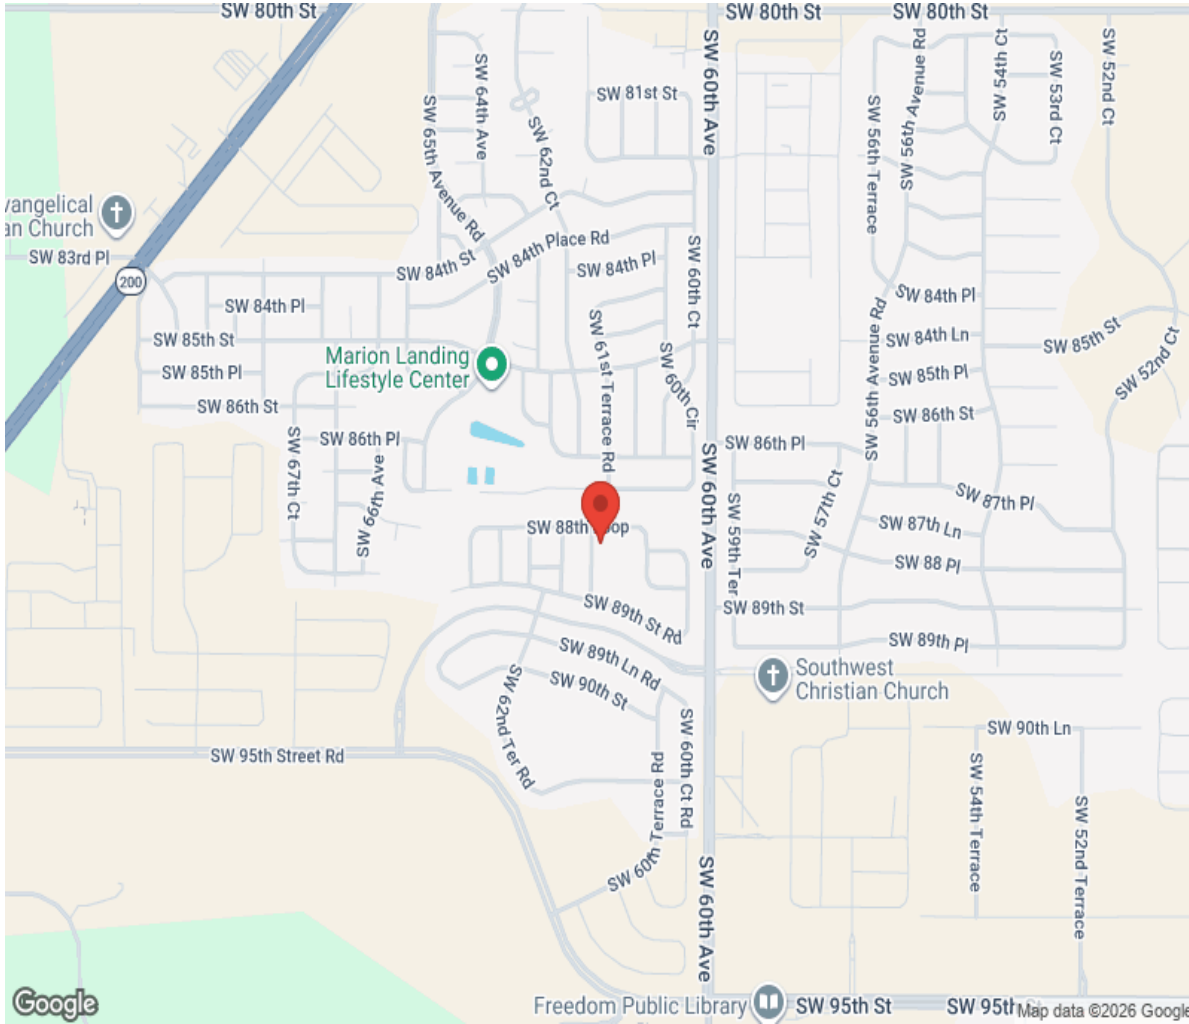 SW 80th St
SW 80th St
SW 80th St
SW 60th Ave
SW 64th Ave
SW 65th Avenue Rd
SW 62nd Ct
SW 81st St
SW 56th Terrace
SW 56th Avenue Rd
SW 54th Ct
SW 53rd Ct
SW 52nd Ct
vangelical
an Church
SW 83rd Pl
200
SW 84th St
SW 84th Place Rd
SW 84th Pl
SW 60th Ct
SW 84th Pl
SW 84th Pl
SW 85th St
SW 84th Ln
SW 85th St
SW 52nd Ct
SW 85th Pl
Marion Landing
Lifestyle Center
SW 61st Terrace Rd
SW 60th Cir
SW 56th Avenue Rd
SW 85th Pl
SW 86th St
SW 86th St
SW 67th Ct
SW 86th Pl
SW 66th Ave
SW 60th Ave
SW 86th Pl
SW 57th Ct
SW 87th Pl
SW 59th Ter
SW 87th Ln
SW 88th oop
SW 88 Pl
SW 89th St Rd
SW 89th St
SW 89th Pl
SW 89th Ln Rd
SW 90th St
SW 62nd Ter Rd
Southwest
Christian Church
SW 60th Ct Rd
SW 60th Terrace Rd
SW 90th Ln
SW 95th Street Rd
SW 54th Terrace
SW 52nd Terrace
SW 60th Ave
Google
Freedom Public Library
SW 95th St
SW 95th St
Map data ©2026 Google